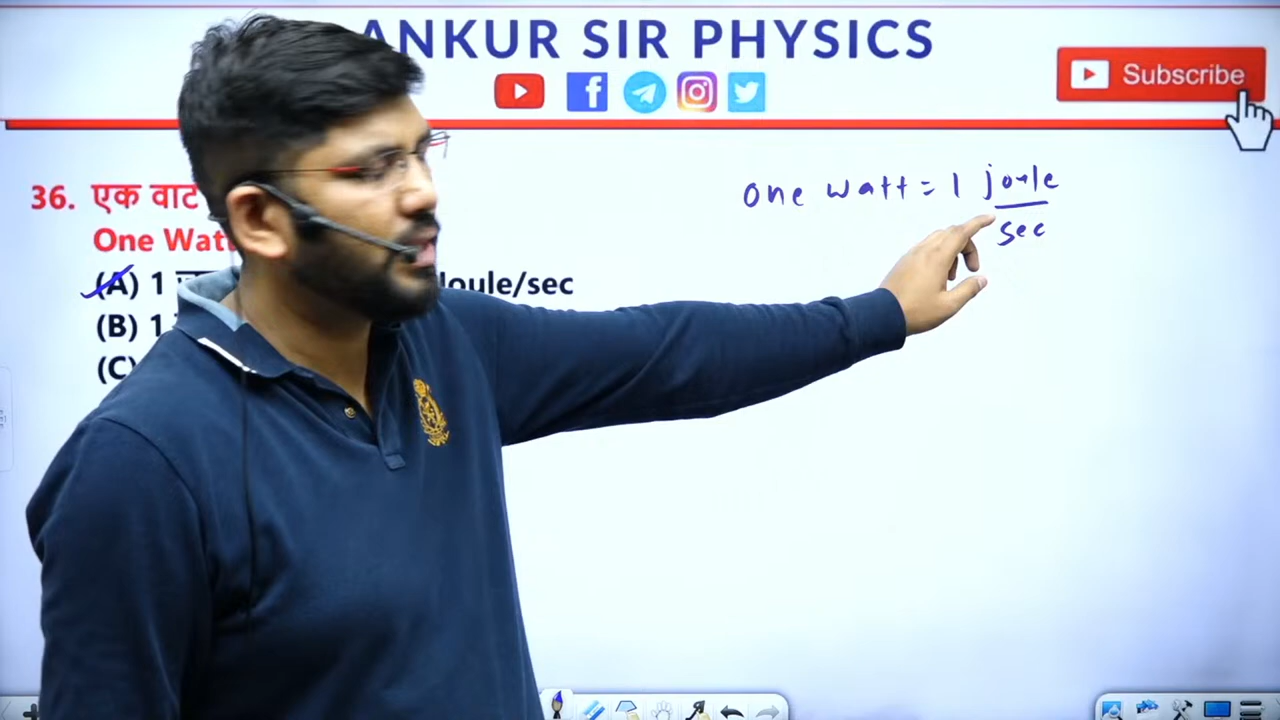 ANKUR SIR PHYSICS
Subscribe
36. एक वाट
One Watt
(A) 1 Joule/sec
(B) 1
(C)
One Watt = 1 joule
sec